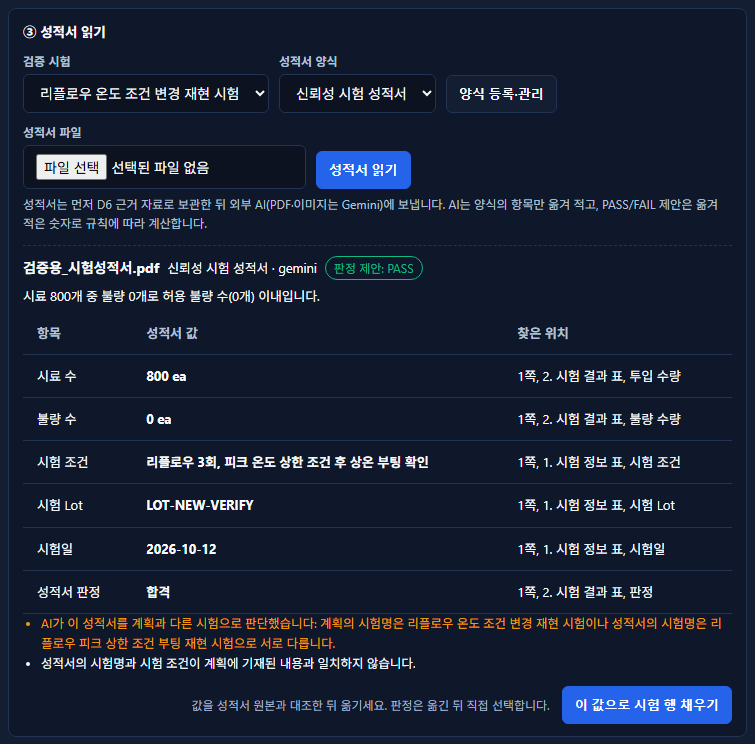 ③ 성적서 읽기
검증 시험 성적서 양식
리플로우 온도 조건 변경 재현 시험 신뢰성 시험 성적서 양식 등록·관리
성적서 파일
파일 선택 선택된 파일 없음 성적서 읽기
성적서는 먼저 D6 근거 자료로 보관한 뒤 외부 AI(PDF·이미지는 Gemini)에 보냅니다. AI는 양식의 항목만 옮겨 적고, PASS/FAIL 제안은 옮겨
적은 숫자로 규칙에 따라 계산합니다.
검증용_시험성적서.pdf 신뢰성 시험 성적서 · gemini 판정 제안: PASS
시료 800개 중 불량 0개로 허용 불량 수(0개) 이내입니다.
항목 성적서 값 찾은 위치
시료 수 800 ea 1쪽, 2. 시험 결과 표, 투입 수량
불량 수 0 ea 1쪽, 2. 시험 결과 표, 불량 수량
시험 조건 리플로우 3회, 피크 온도 상한 조건 후 상온 부팅 확인 1쪽, 1. 시험 정보 표, 시험 조건
시험 Lot LOT-NEW-VERIFY 1쪽, 1. 시험 정보 표, 시험 Lot
시험일 2026-10-12 1쪽, 1. 시험 정보 표, 시험일
성적서 판정 합격 1쪽, 2. 시험 결과 표, 판정
• AI가 이 성적서를 계획과 다른 시험으로 판단했습니다: 계획의 시험명은 리플로우 온도 조건 변경 재현 시험이나 성적서의 시험명은 리
플로우 피크 상한 조건 부팅 재현 시험으로 서로 다릅니다.
• 성적서의 시험명과 시험 조건이 계획에 기재된 내용과 일치하지 않습니다.
값을 성적서 원본과 대조한 뒤 옮기세요. 판정은 옮긴 뒤 직접 선택합니다. 이 값으로 시험 행 채우기